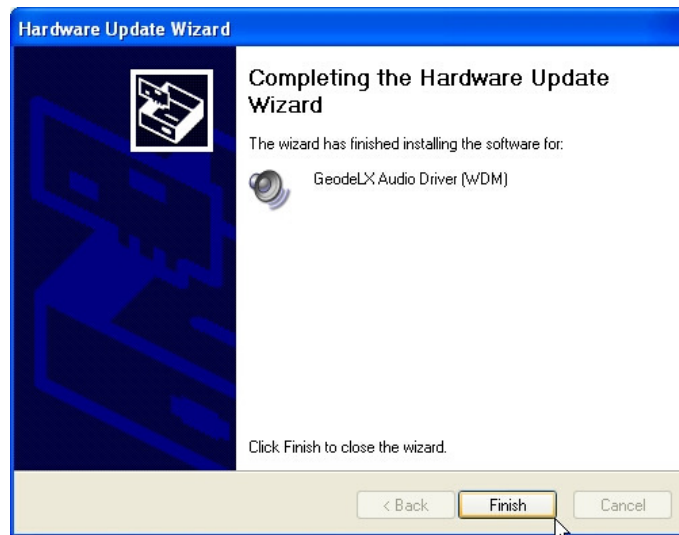 Hardware Update Wizard
Completing the Hardware Update
Wizard
The wizard has finished installing the software for:
GeodeLX Audio Driver (WDM)
Click Finish to close the wizard.
< Back
Finish
Cancel